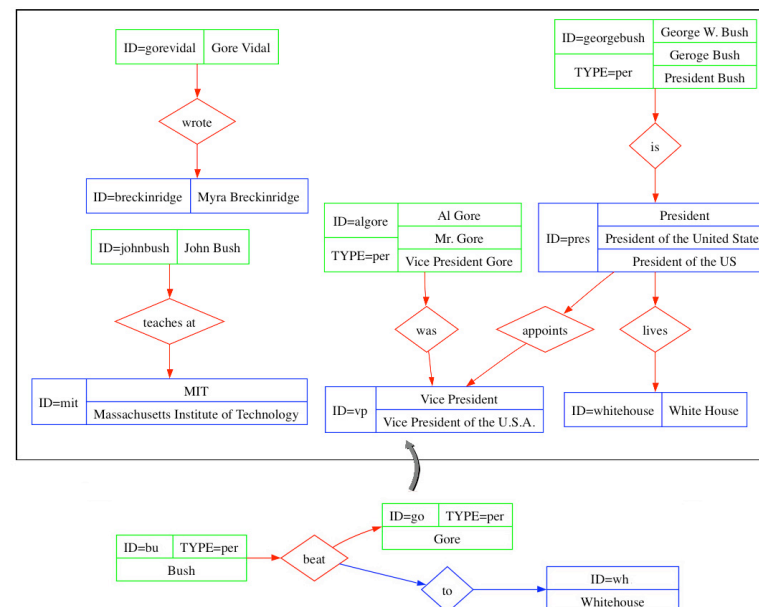 ID=gorevidal Gore Vidal
wrote
ID=breckinridge Myra Breckinridge
ID=johnbush John Bush
teaches at
ID=mit
MIT
Massachusetts Institute of Technology
ID=georgebush
TYPE=per
George W. Bush
Geroge Bush
President Bush
is
ID=algore
TYPE=per
Al Gore
Mr. Gore
Vice President Gore
ID=pres
President
President of the United State
President of the US
was
appoints
lives
ID=vp
Vice President
Vice President of the U.S.A.
ID=whitehouse White House
ID=bu TYPE=per
Bush
beat
ID=go TYPE=per
Gore
to
ID=wh
Whitehouse